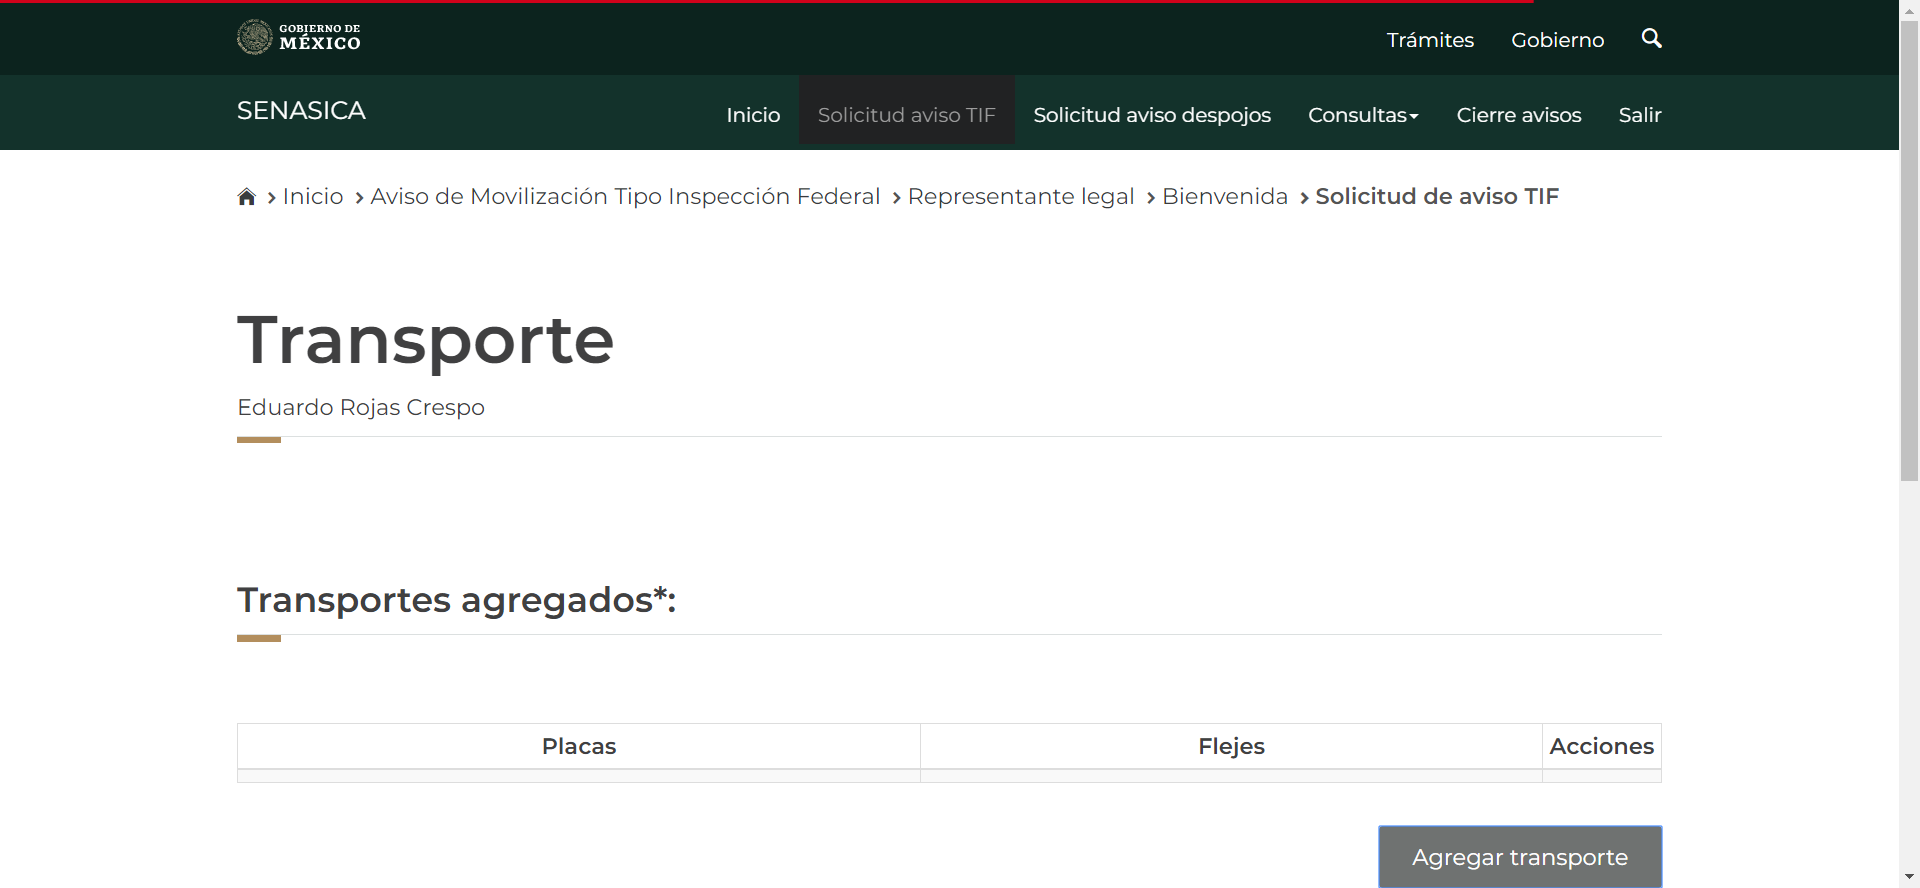 GOBIERNO DE
MÉXICO
Trámites Gobierno
SENASICA
Inicio Solicitud aviso TIF Solicitud aviso despojos Consultas Cierre avisos Salir
Inicio Aviso de Movilización Tipo Inspección Federal Representante legal Bienvenida Solicitud de aviso TIF
Transporte
Eduardo Rojas Crespo
Transportes agregados*:
Placas Flejes Acciones
Agregar transporte